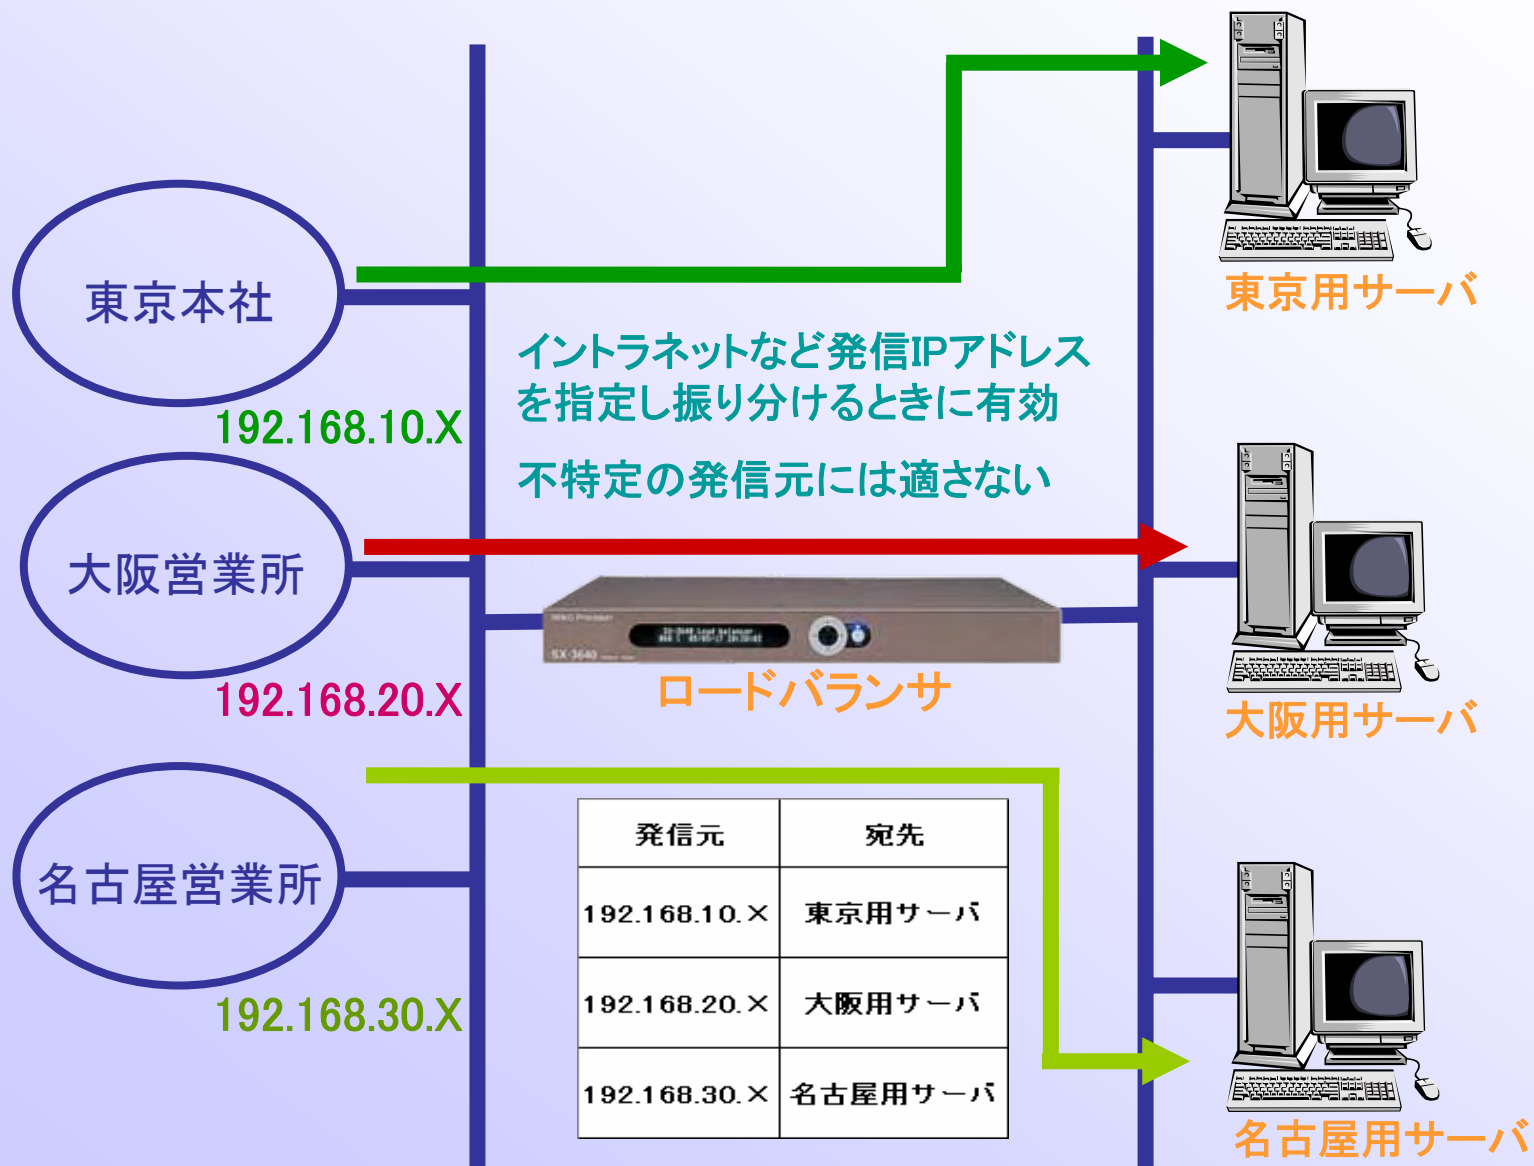 東京本社
192.168.10.X
東京用サーバ
イントラネットなど発信IPアドレス
を指定し振り分けるときに有効
不特定の発信元には適さない
大阪営業所
192.168.20.X
SX-3640
ロードバランサ
大阪用サーバ
名古屋営業所
192.168.30.X
発信元 宛先
192.168.10.× 東京用サーバ
192.168.20.× 大阪用サーバ
192.168.30.× 名古屋用サーバ
名古屋用サーバ